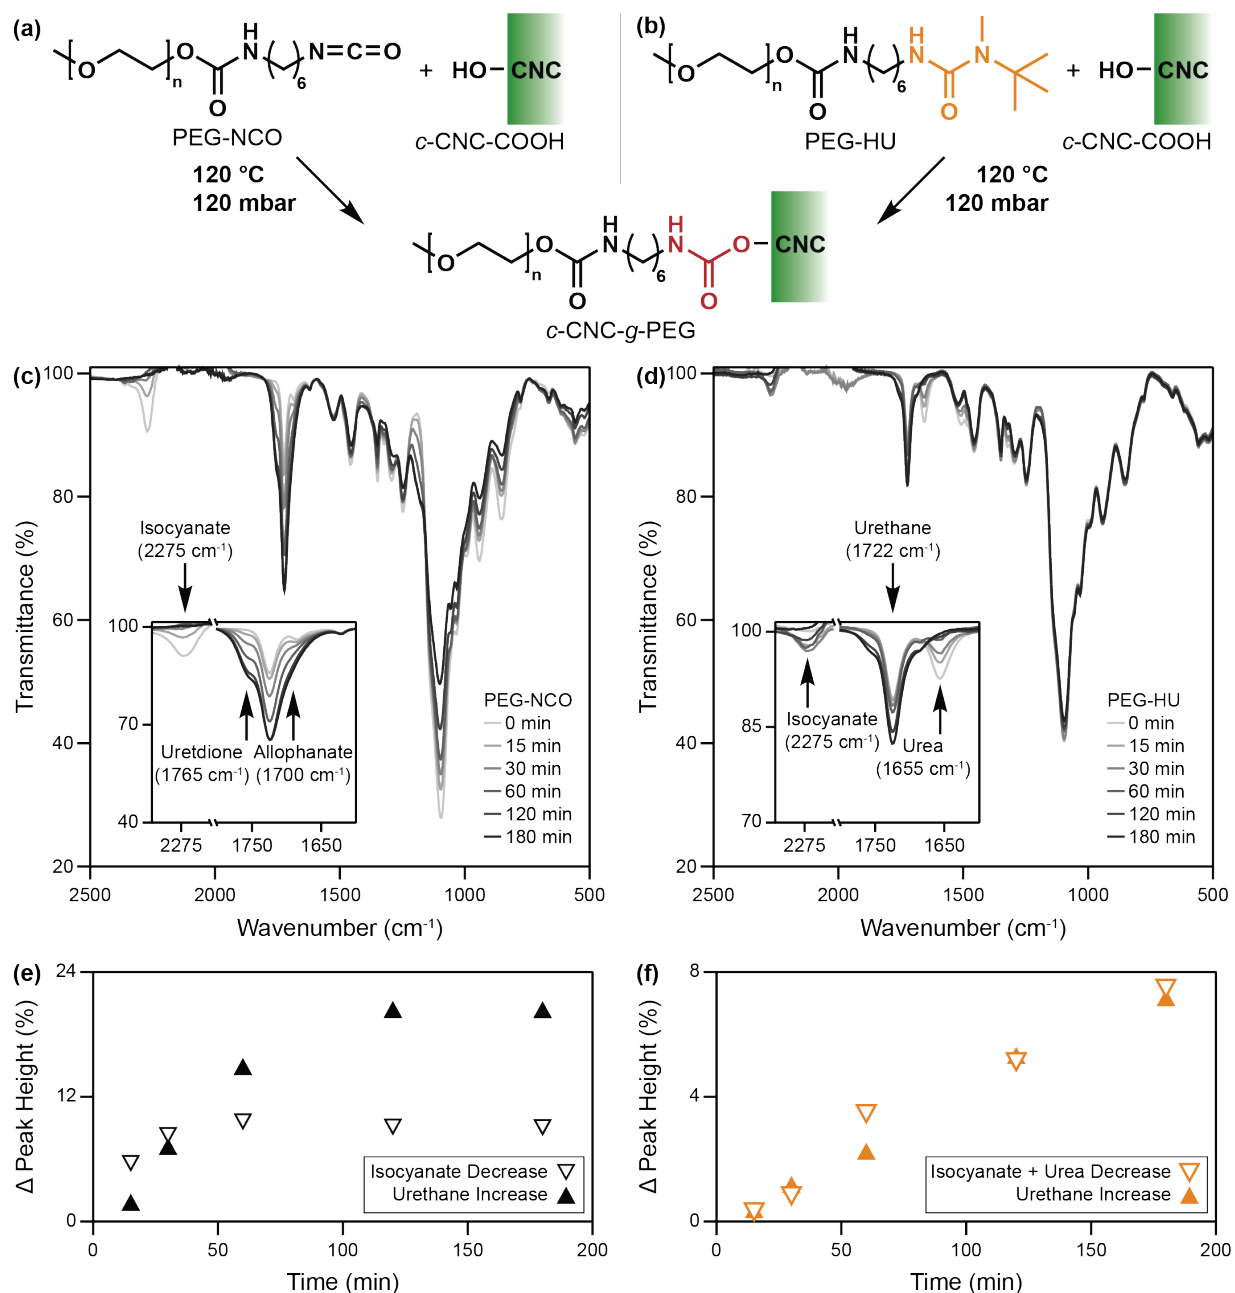 (a)
H
N
N=C=O
O
O
n
O
6
+
HO
CNC
PEG-NCO
c-CNC-COOH
120 °C
120 mbar
(b)
H
N
H
N
N
O
O
n
O
6
O
+
HO
CNC
PEG-HU
c-CNC-COOH
120 °C
120 mbar
H
N
H
N
O
O
O
CNC
n
O
6
O
c-CNC-g-PEG
(c)
100
80
60
40
20
Transmittance (%)
Isocyanate
(2275 cm-1)
100
70
40
Uretdione
(1765 cm-1)
Allophanate
(1700 cm-1)
2275
1750
1650
PEG-NCO
0 min
15 min
30 min
60 min
120 min
180 min
2500
2000
1500
1000
500
Wavenumber (cm-1)
(d)
100
80
60
40
20
Transmittance (%)
Urethane
(1722 cm-1)
100
85
70
Isocyanate
(2275 cm-1)
Urea
(1655 cm-1)
2275
1750
1650
PEG-HU
0 min
15 min
30 min
60 min
120 min
180 min
2500
2000
1500
1000
500
Wavenumber (cm-1)
(e)
24
12
0
Δ Peak Height (%)
Isocyanate Decrease
Urethane Increase
0
50
100
150
200
Time (min)
(f)
8
4
0
Δ Peak Height (%)
Isocyanate + Urea Decrease
Urethane Increase
0
50
100
150
200
Time (min)